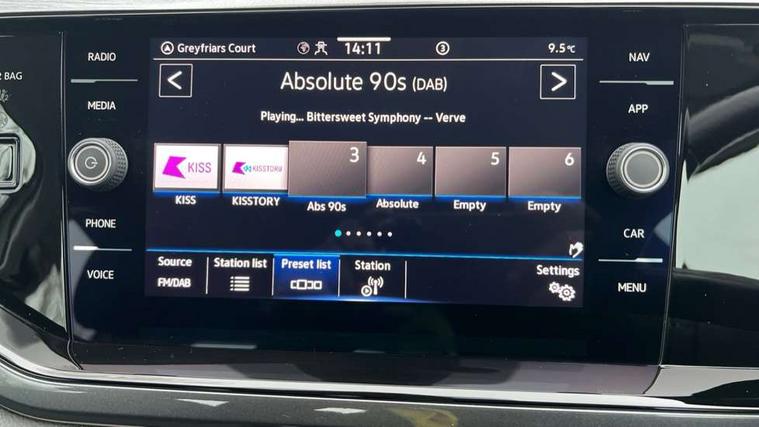 R BAG
RADIO
MEDIA
PHONE
VOICE
Greyfriars Court
14:11
3
9.5°C
Absolute 90s (DAB)
Playing... Bittersweet Symphony -- Verve
KISS
KISSTORY
3
4
5
6
KISS
KISSTORY
Abs 90s
Absolute
Empty
Empty
Source
FM/DAB
Station list
Preset list
Station
Settings
NAV
APP
CAR
MENU